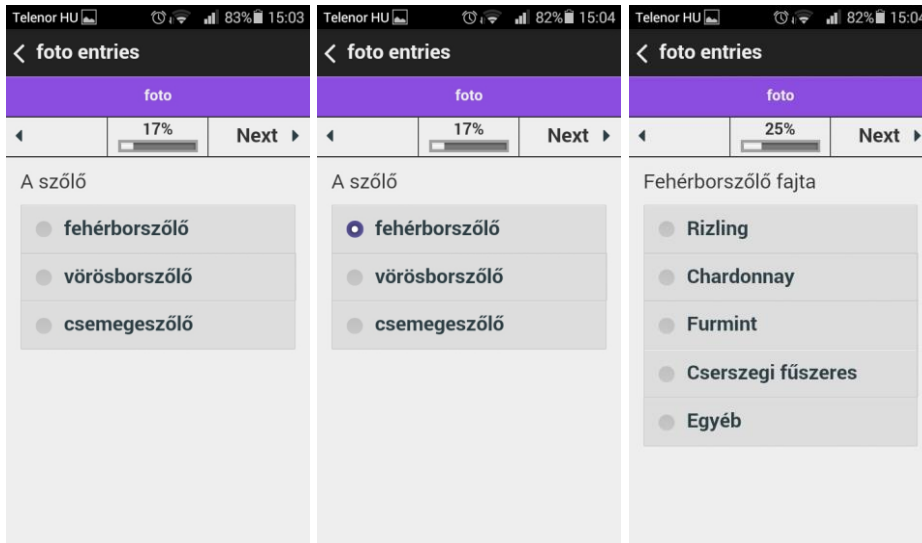 Telenor HU 83% 15:03
foto entries
foto
17% Next
A szőlő
fehérborszőlő
vörösborszőlő
csemegeszőlő
Telenor HU 82% 15:04
foto entries
foto
17% Next
A szőlő
fehérborszőlő
vörösborszőlő
csemegeszőlő
Telenor HU 82% 15:04
foto entries
foto
25% Next
Fehérborszőlő fajta
Rizling
Chardonnay
Furmint
Cserszegi fűszeres
Egyéb